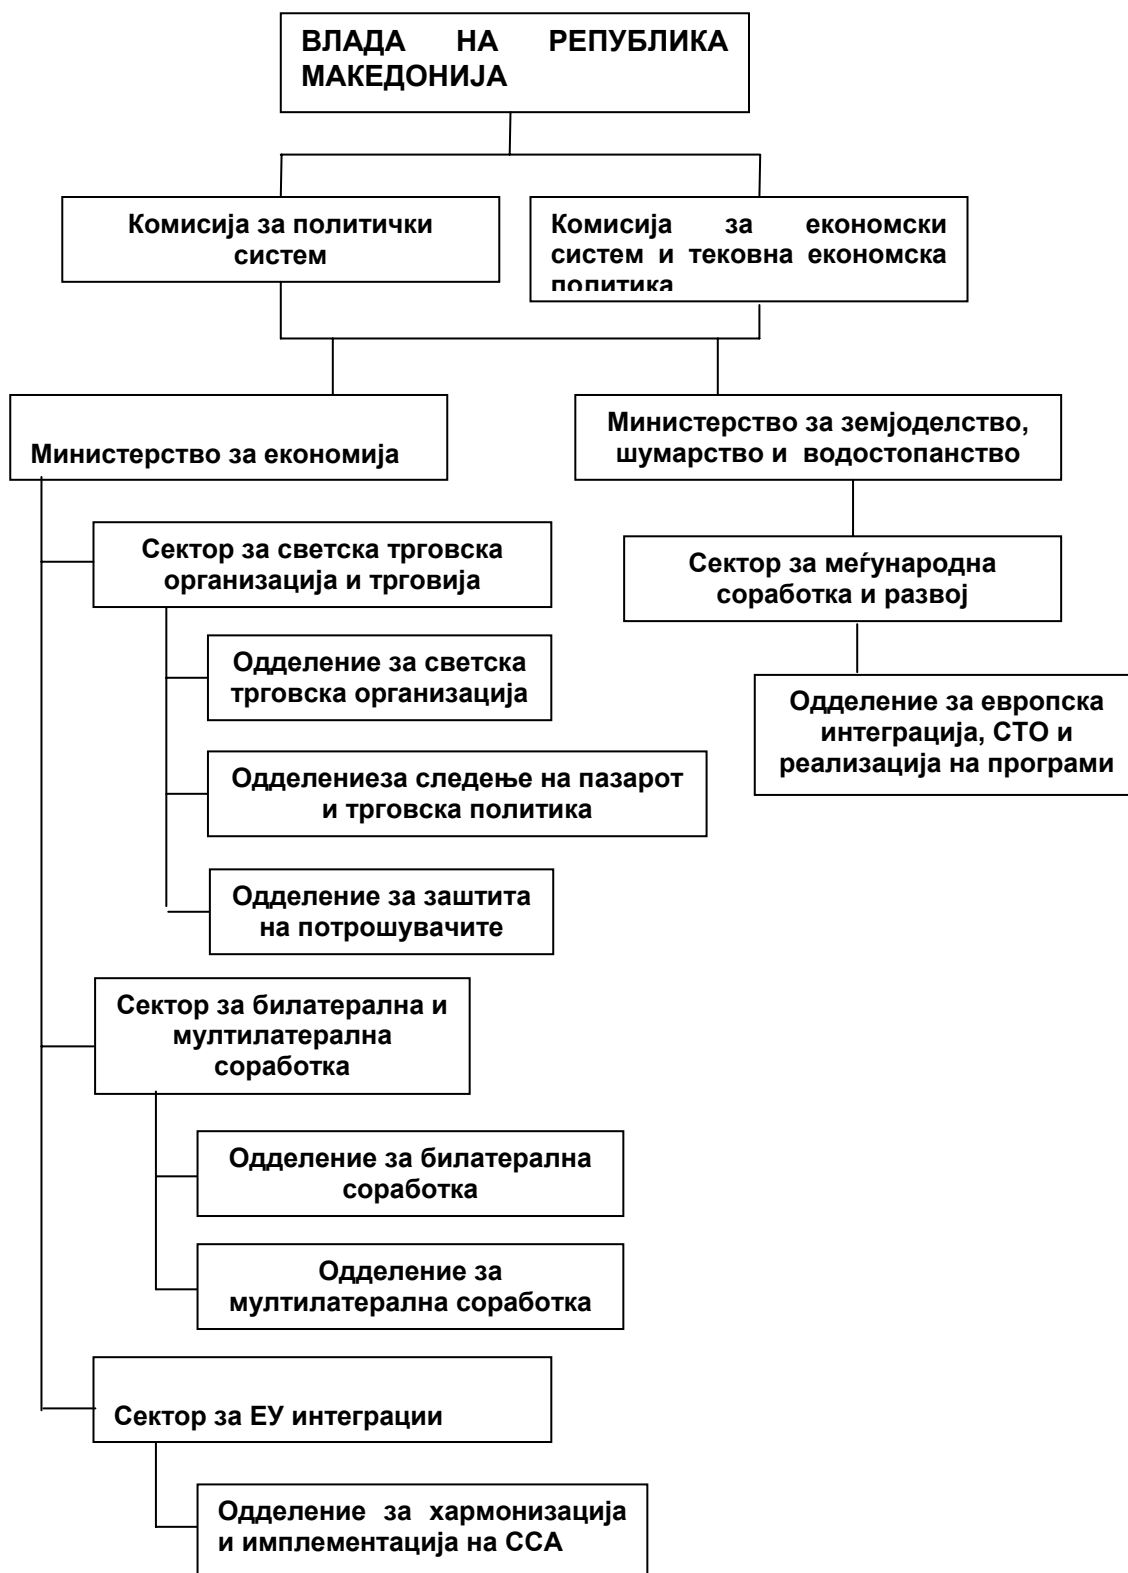 ВЛАДА НА РЕПУБЛИКА
МАКЕДОНИЈА
Комисија за политички
систем
Комисија за економски
систем и тековна економска
политика
Министерство за економија
Министерство за земјоделство,
шумарство и водостопанство
Сектор за светска трговска
организација и трговија
Сектор за меѓународна
соработка и развој
Одделение за светска
трговска организација
Одделение за европска
интеграција, СТО и
реализација на програми
Одделениеза следење на пазарот
и трговска политика
Одделение за заштита
на потрошувачите
Сектор за билатерална и
мултилатерална
соработка
Одделение за билатерална
соработка
Одделение за
мултилатерална соработка
Сектор за ЕУ интеграции
Одделение за хармонизација
и имплементација на ССА